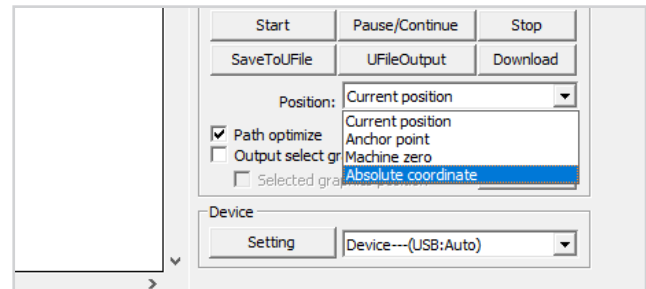 Start Pause/Continue Stop
SaveToUFile UFileOutput Download
Position: Current position
Current position
Path optimize Anchor point
Output select gr Machine zero
Selected gra Absolute coordinate
Device
Setting Device---(USB:Auto)